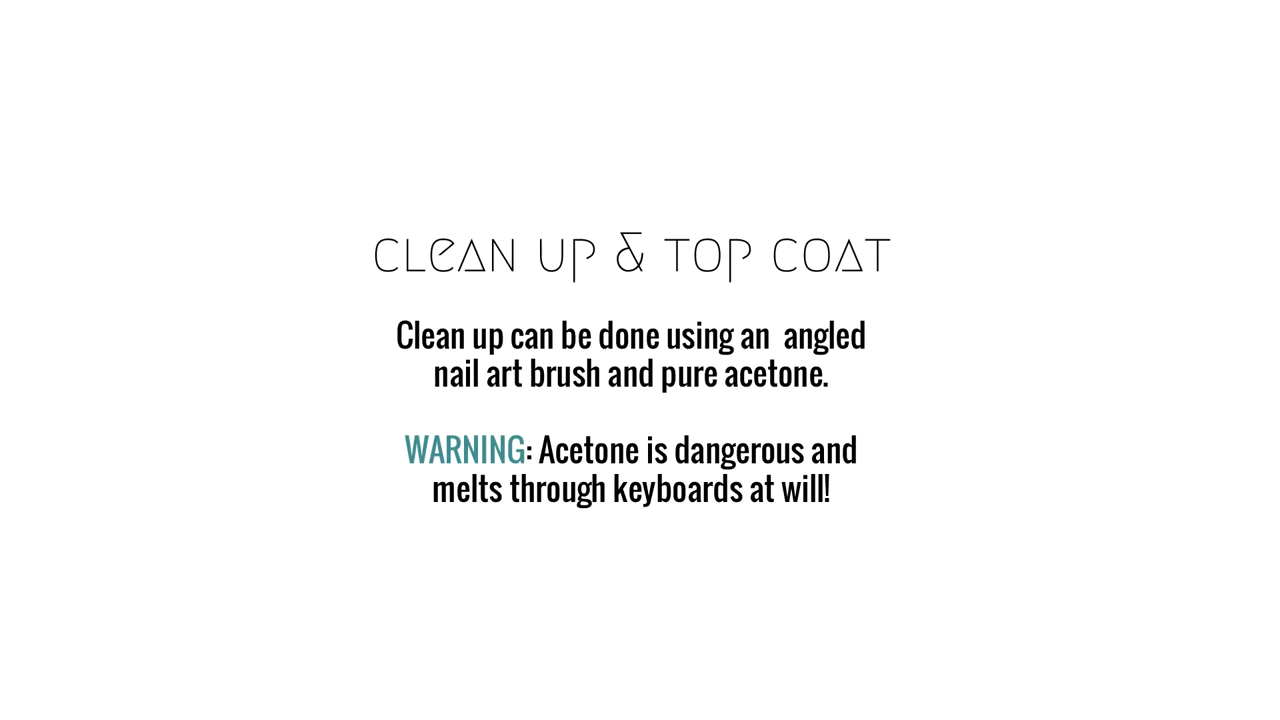 CLEAN UP & TOP COAT
Clean up can be done using an  angled
nail art brush and pure acetone.
WARNING: Acetone is dangerous and
melts through keyboards at will!